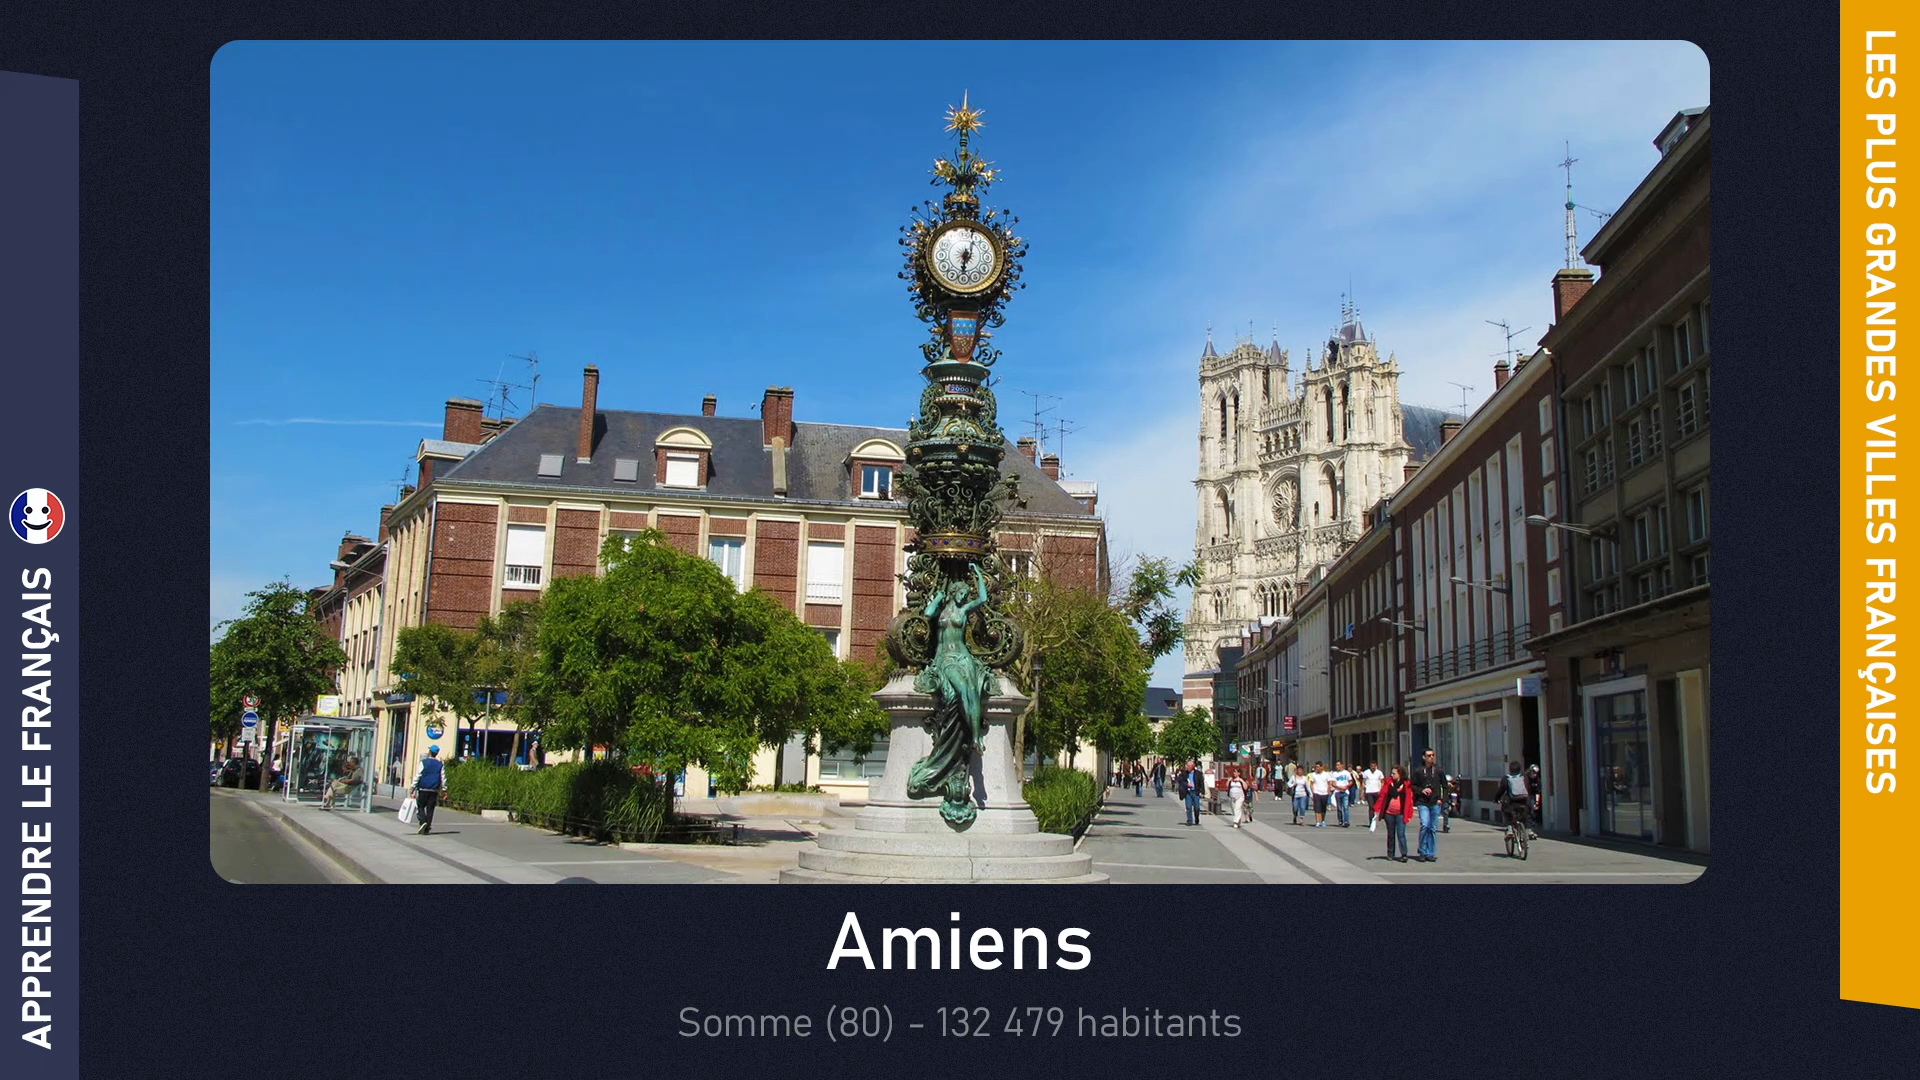 APPRENDRE LE FRANÇAIS
LES PLUS GRANDES VILLES FRANÇAISES
Amiens
Somme (80) - 132 479 habitants